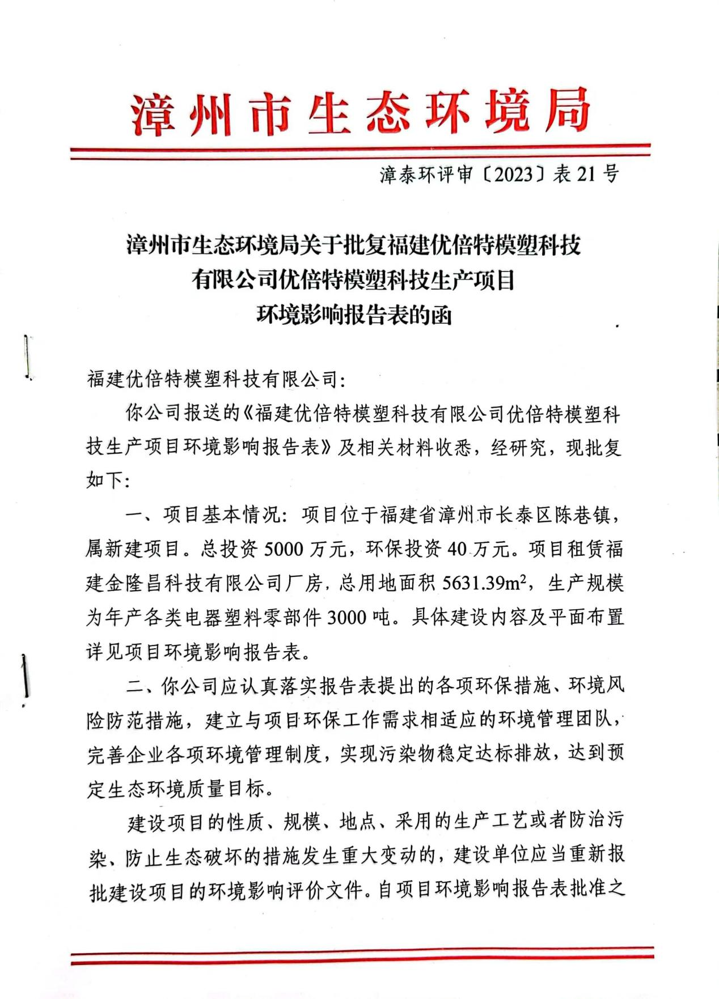 漳州市生态环境局
漳泰环评审〔2023〕表21号
漳州市生态环境局关于批复福建优倍特模塑科技
有限公司优倍特模塑科技生产项目
环境影响报告表的函
福建优倍特模塑科技有限公司：
你公司报送的《福建优倍特模塑科技有限公司优倍特模塑科
技生产项目环境影响报告表》及相关材料收悉，经研究，现批复
如下：
一、项目基本情况：项目位于福建省漳州市长泰区陈巷镇，
属新建项目。总投资5000万元，环保投资40万元。项目租赁福
建金隆昌科技有限公司厂房，总用地面积5631.39m²，生产规模
为年产各类电器塑料零部件3000吨。具体建设内容及平面布置
详见项目环境影响报告表。
二、你公司应认真落实报告表提出的各项环保措施、环境风
险防范措施，建立与项目环保工作需求相适应的环境管理团队，
完善企业各项环境管理制度，实现污染物稳定达标排放，达到预
定生态环境质量目标。
建设项目的性质、规模、地点、采用的生产工艺或者防治污
染、防止生态破坏的措施发生重大变动的，建设单位应当重新报
批建设项目的环境影响评价文件。自项目环境影响报告表批准之